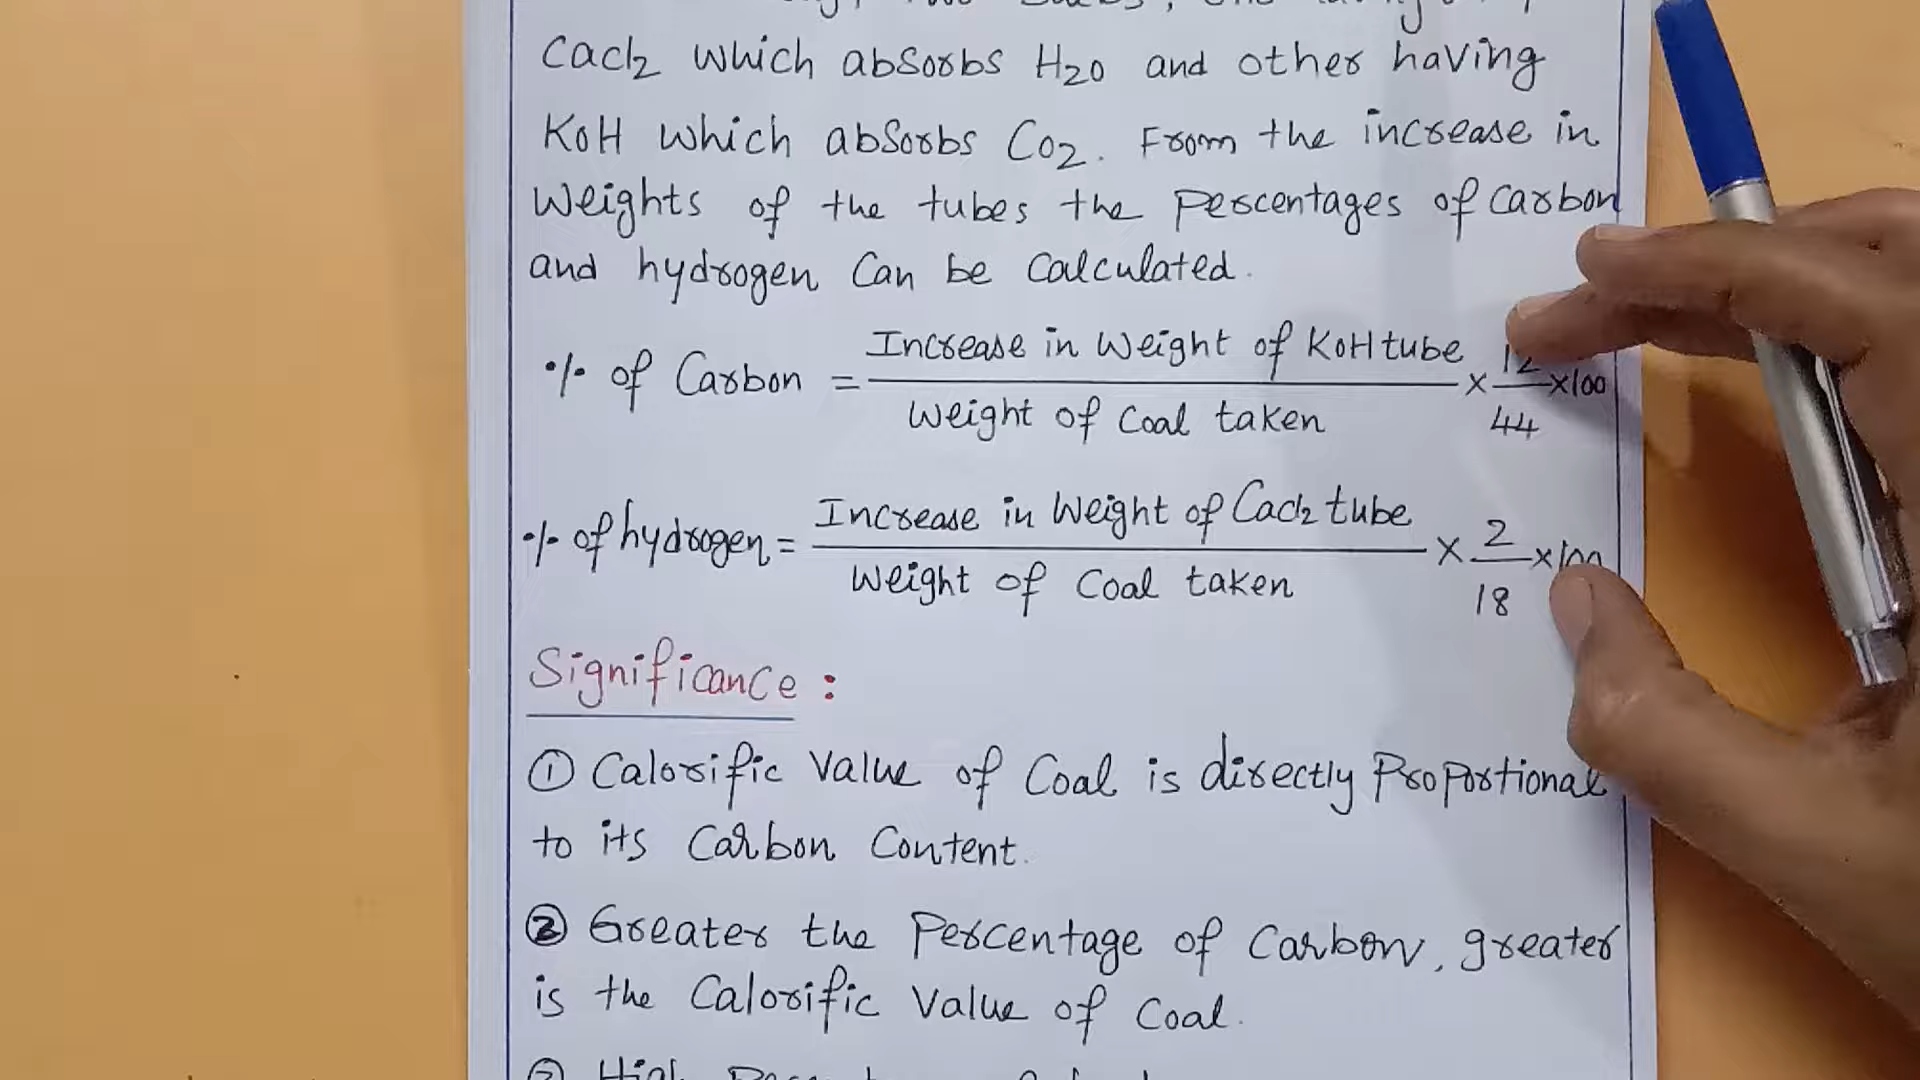 CaCl2 which absorbs H2O and other having
KOH which absorbs CO2. From the increase in
Weights of the tubes the percentages of carbon
and hydrogen Can be Calculated.
% of Carbon = Increase in Weight of KOH tube / Weight of Coal taken × 12/44 ×100
% of hydrogen = Increase in Weight of CaCl2 tube / Weight of Coal taken × 2/18 ×100
Significance :
① Calorific Value of Coal is directly Proportional
to its Carbon Content.
② Greater the Percentage of Carbon, greater
is the Calorific Value of Coal.